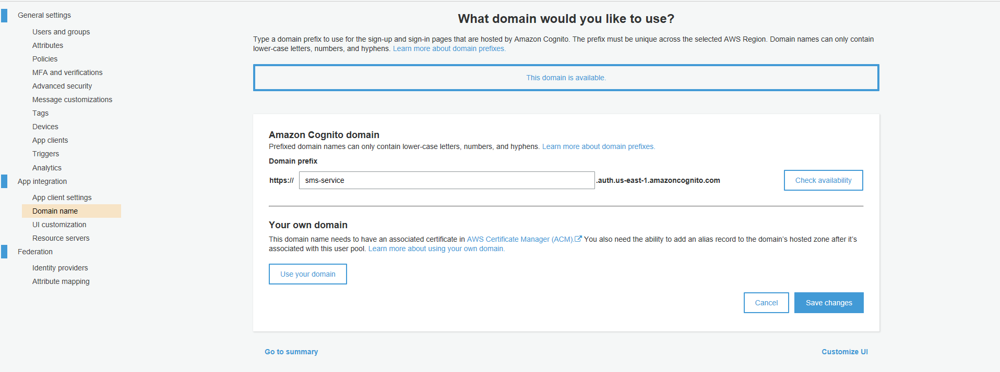 General settings
Users and groups
Attributes
Policies
MFA and verifications
Advanced security
Message customizations
Tags
Devices
App clients
Triggers
Analytics
App integration
App client settings
Domain name
UI customization
Resource servers
Federation
Identity providers
Attribute mapping
What domain would you like to use?
Type a domain prefix to use for the sign-up and sign-in pages that are hosted by Amazon Cognito. The prefix must be unique across the selected AWS Region. Domain names can only contain
lower-case letters, numbers, and hyphens. Learn more about domain prefixes.
This domain is available.
Amazon Cognito domain
Prefixed domain names can only contain lower-case letters, numbers, and hyphens. Learn more about domain prefixes.
Domain prefix
https:// sms-service .auth.us-east-1.amazoncognito.com Check availability
Your own domain
This domain name needs to have an associated certificate in AWS Certificate Manager (ACM). You also need the ability to add an alias record to the domain’s hosted zone after it’s
associated with this user pool. Learn more about using your own domain.
Use your domain
Cancel Save changes
Go to summary Customize UI